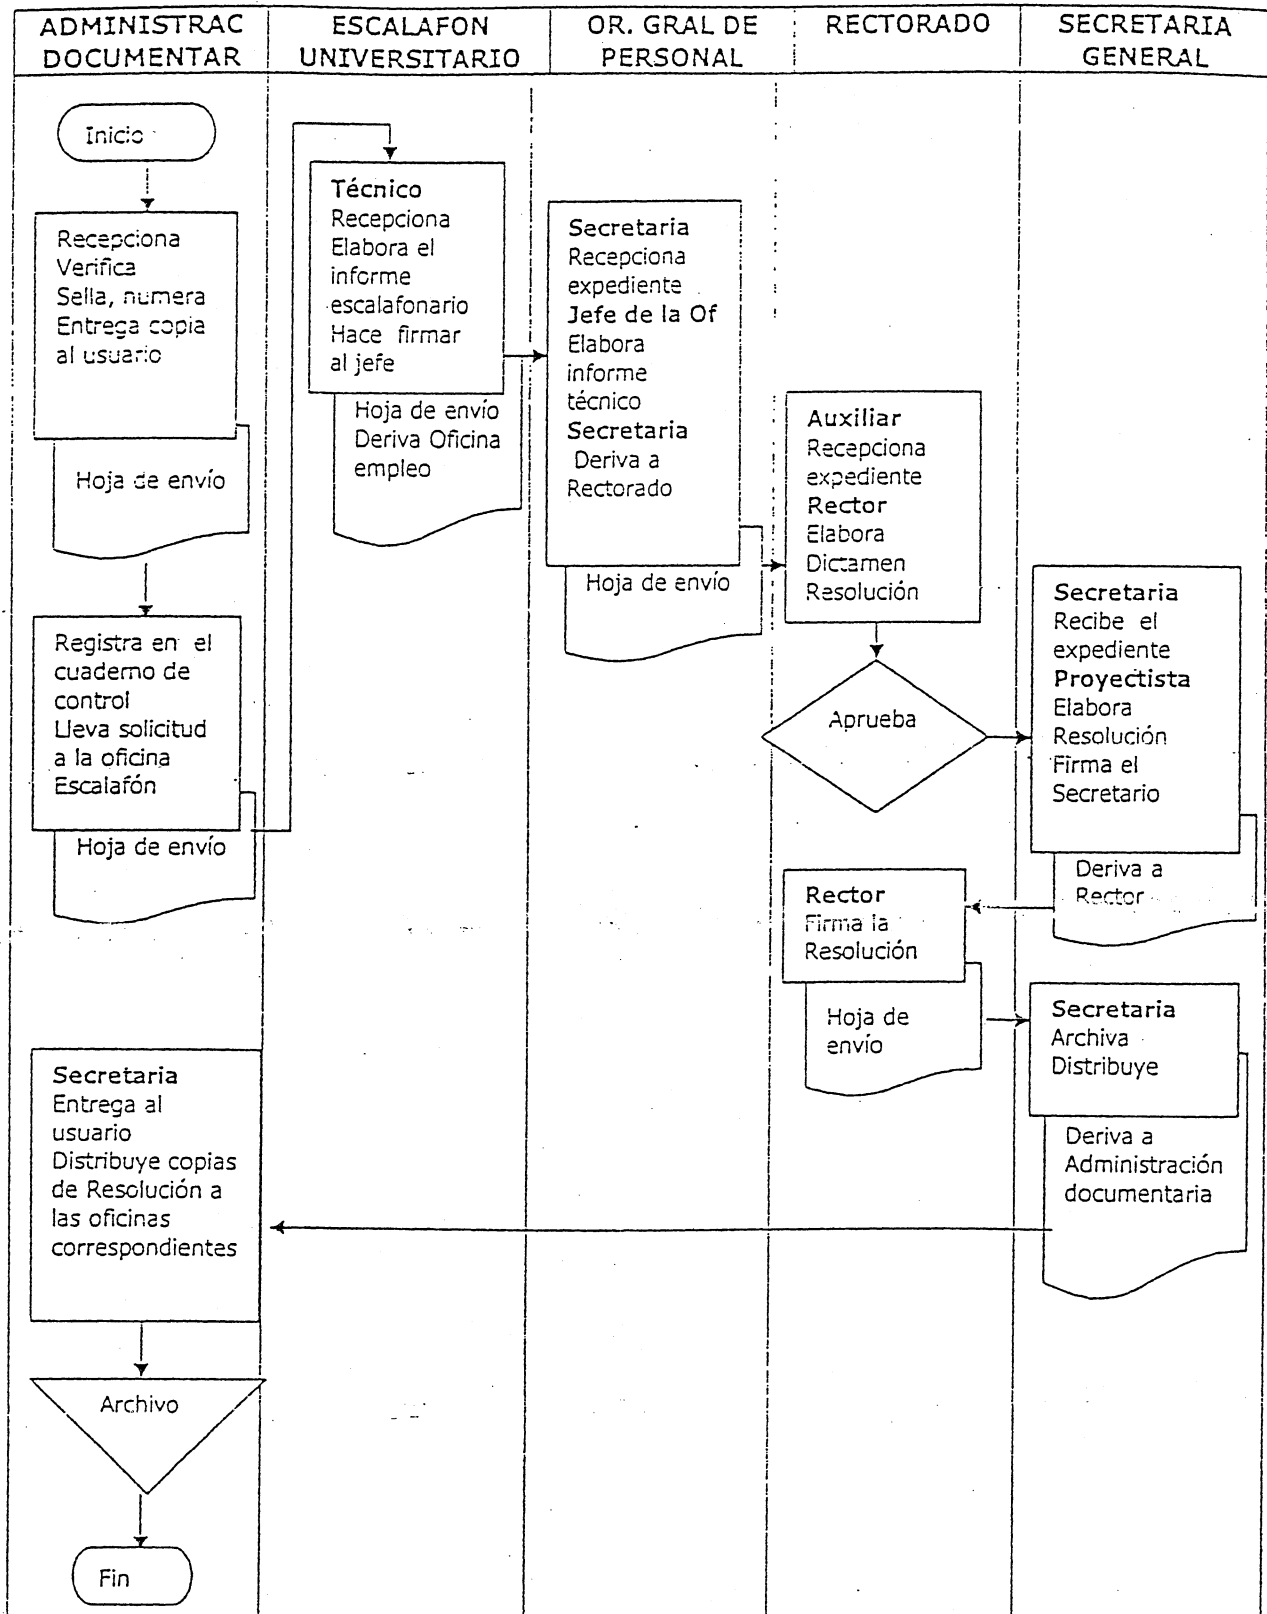 ADMINISTRAC
DOCUMENTAR
ESCALAFON
UNIVERSITARIO
OR. GRAL DE
PERSONAL
RECTORADO
SECRETARIA
GENERAL
Inicio
Recepciona
Verifica
Sella, numera
Entrega copia
al usuario
Hoja de envío
Registra en el
cuaderno de
control
Lleva solicitud
a la oficina
Escalafón
Hoja de envío
Técnico
Recepciona
Elabora el
informe
escalafonario
Hace firmar
al jefe
Hoja de envío
Deriva Oficina
empleo
Secretaria
Recepciona
expediente
Jefe de la Of
Elabora
informe
técnico
Secretaria
Deriva a
Rectorado
Hoja de envío
Auxiliar
Recepciona
expediente
Rector
Elabora
Dictamen
Resolución
Aprueba
Secretaria
Recibe el
expediente
Proyectista
Elabora
Resolución
Firma el
Secretario
Deriva a
Rector
Rector
Firma la
Resolución
Hoja de
envío
Secretaria
Archiva
Distribuye
Deriva a
Administración
documentaria
Secretaria
Entrega al
usuario
Distribuye copias
de Resolución a
las oficinas
correspondientes
Archivo
Fin